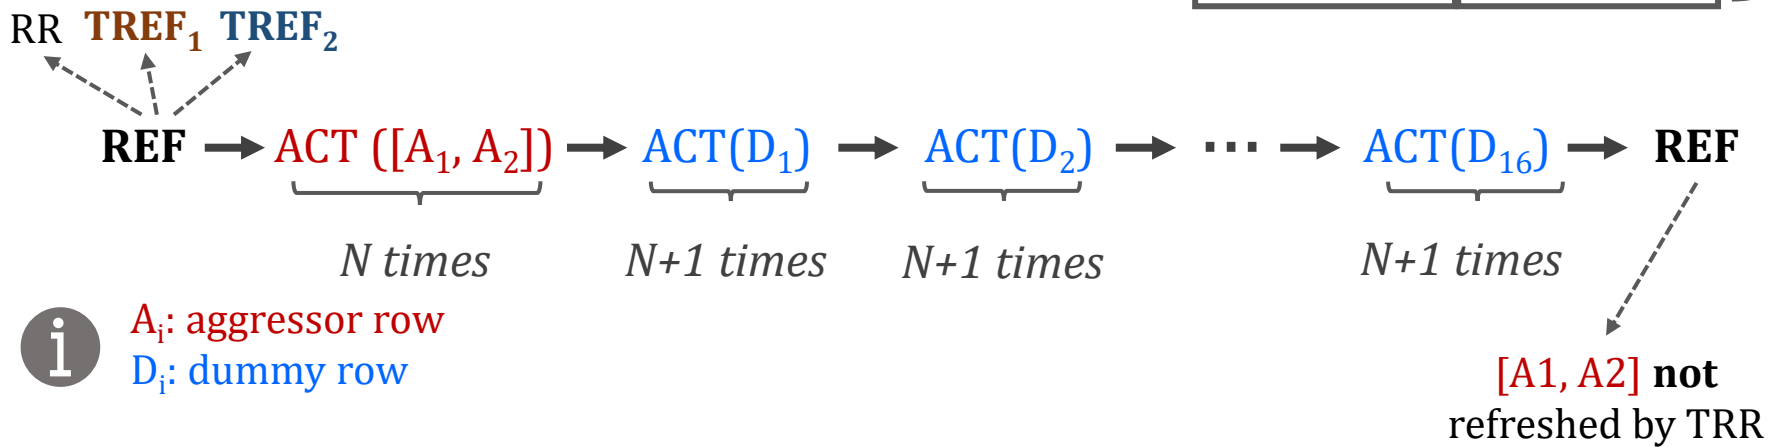 RR TREF₁ TREF₂
REF ACT ([A₁, A₂]) ACT(D₁) ACT(D₂) ··· ACT(D₁₆) REF
N times N+1 times N+1 times N+1 times
i
Aᵢ: aggressor row
Dᵢ: dummy row
[A1, A2] not
refreshed by TRR